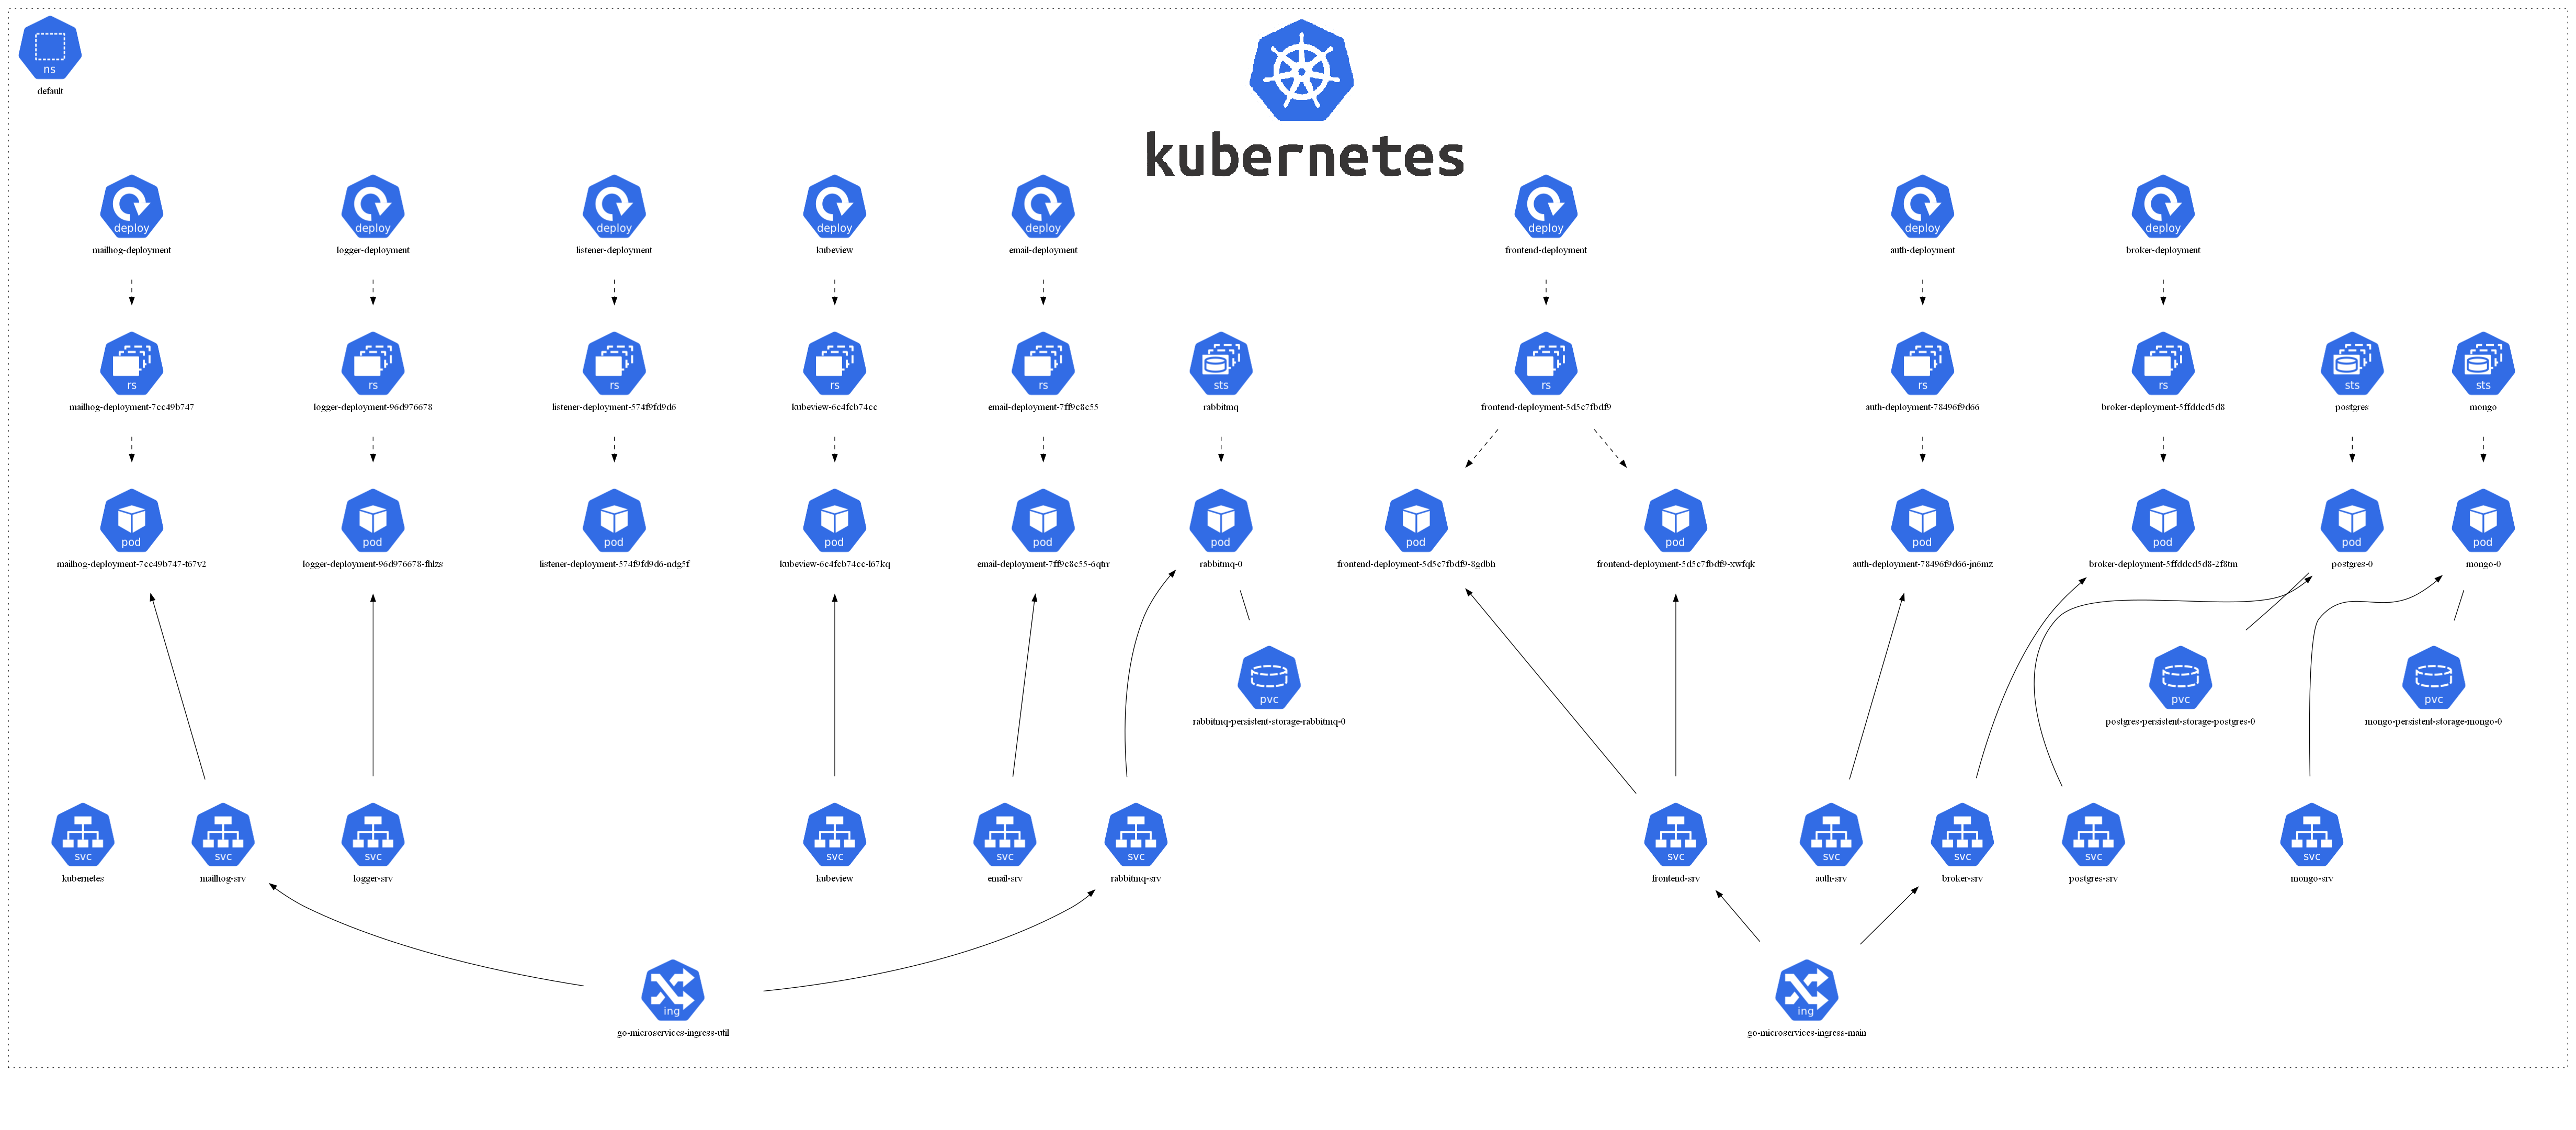 ns
default
kubernetes
deploy
deploy
deploy
deploy
deploy
deploy
deploy
deploy
mailhog-deployment
logger-deployment
listener-deployment
kubeview
email-deployment
frontend-deployment
auth-deployment
broker-deployment
rs
rs
rs
rs
rs
sts
rs
rs
rs
sts
sts
mailhog-deployment-7cc49b747
logger-deployment-96d976678
listener-deployment-574f9fd9d6
kubeview-6c4fcb74cc
email-deployment-7ff9c8c55
rabbitmq
frontend-deployment-5d5c7fbdf9
auth-deployment-78496f9d66
broker-deployment-5ffddcd5d8
postgres
mongo
pod
pod
pod
pod
pod
pod
pod
pod
pod
pod
pod
pod
mailhog-deployment-7cc49b747-t67v2
logger-deployment-96d976678-fhlzs
listener-deployment-574f9fd9d6-ndg5f
kubeview-6c4fcb74cc-l67kq
email-deployment-7ff9c8c55-6qtrr
rabbitmq-0
frontend-deployment-5d5c7fbdf9-8gdbh
frontend-deployment-5d5c7fbdf9-xwfqk
auth-deployment-78496f9d66-jn6mz
broker-deployment-5ffddcd5d8-2f8tm
postgres-0
mongo-0
pvc
pvc
pvc
rabbitmq-persistent-storage-rabbitmq-0
postgres-persistent-storage-postgres-0
mongo-persistent-storage-mongo-0
svc
svc
svc
svc
svc
svc
svc
svc
svc
svc
svc
kubernetes
mailhog-srv
logger-srv
kubeview
email-srv
rabbitmq-srv
frontend-srv
auth-srv
broker-srv
postgres-srv
mongo-srv
ing
ing
go-microservices-ingress-util
go-microservices-ingress-main